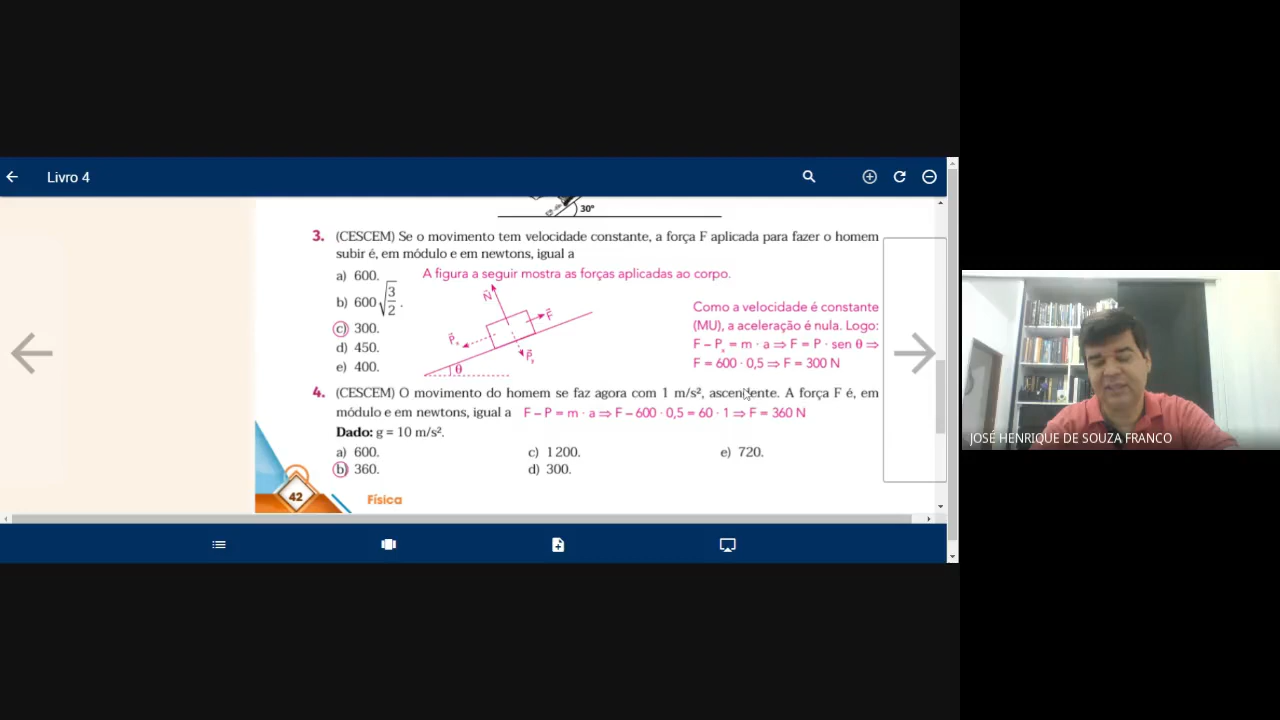 Livro 4
30°
3. (CESCEM) Se o movimento tem velocidade constante, a força F aplicada para fazer o homem
subir é, em módulo e em newtons, igual a
a) 600.
A figura a seguir mostra as forças aplicadas ao corpo.
b) 600 √(3/2) .
c) 300.
d) 450.
e) 400.
N
F
Pₓ
Pᵧ
θ
Como a velocidade é constante
(MU), a aceleração é nula. Logo:
F – Pₓ = m · a ⇒ F = P · sen θ ⇒
F = 600 · 0,5 ⇒ F = 300 N
4. (CESCEM) O movimento do homem se faz agora com 1 m/s², ascendente. A força F é, em
módulo e em newtons, igual a F – P = m · a ⇒ F – 600 · 0,5 = 60 · 1 ⇒ F = 360 N
Dado: g = 10 m/s².
a) 600. c) 1 200. e) 720.
b) 360. d) 300.
42 Física
JOSÉ HENRIQUE DE SOUZA FRANCO